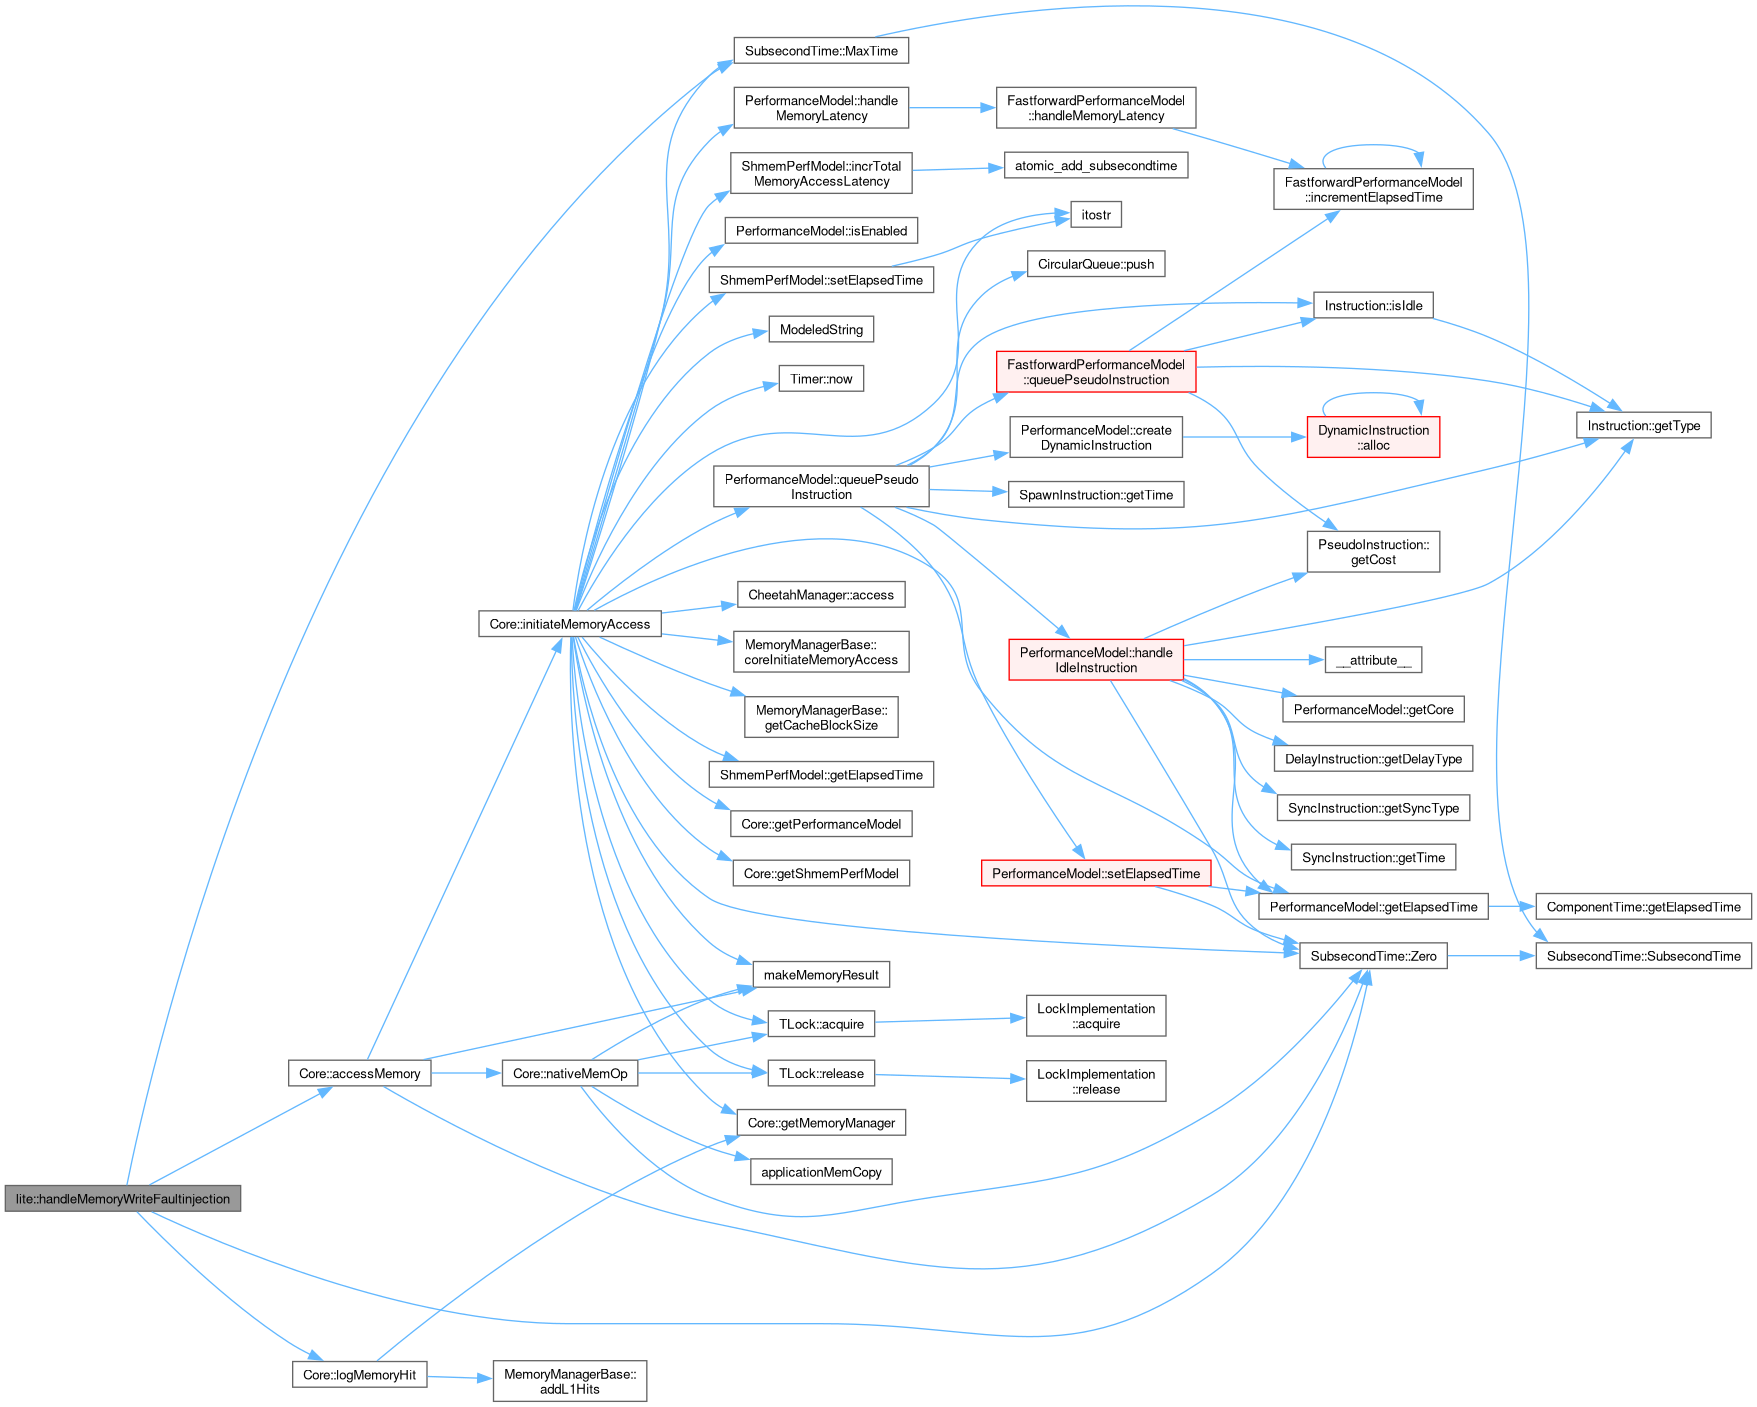 SubsecondTime::MaxTime
PerformanceModel::handle
MemoryLatency
FastforwardPerformanceModel
::handleMemoryLatency
ShmemPerfModel::incrTotal
MemoryAccessLatency
atomic_add_subsecondtime
FastforwardPerformanceModel
::incrementElapsedTime
itostr
PerformanceModel::isEnabled
CircularQueue::push
ShmemPerfModel::setElapsedTime
Instruction::isIdle
ModeledString
Timer::now
FastforwardPerformanceModel
::queuePseudoInstruction
Instruction::getType
PerformanceModel::create
DynamicInstruction
DynamicInstruction
::alloc
PerformanceModel::queuePseudo
Instruction
SpawnInstruction::getTime
PseudoInstruction::
getCost
CheetahManager::access
Core::initiateMemoryAccess
MemoryManagerBase::
coreInitiateMemoryAccess
PerformanceModel::handle
IdleInstruction
__attribute__
MemoryManagerBase::
getCacheBlockSize
PerformanceModel::getCore
ShmemPerfModel::getElapsedTime
DelayInstruction::getDelayType
Core::getPerformanceModel
SyncInstruction::getSyncType
Core::getShmemPerfModel
SyncInstruction::getTime
PerformanceModel::setElapsedTime
PerformanceModel::getElapsedTime
ComponentTime::getElapsedTime
SubsecondTime::Zero
SubsecondTime::SubsecondTime
makeMemoryResult
TLock::acquire
LockImplementation
::acquire
Core::accessMemory
Core::nativeMemOp
TLock::release
LockImplementation
::release
Core::getMemoryManager
applicationMemCopy
lite::handleMemoryWriteFaultinjection
Core::logMemoryHit
MemoryManagerBase::
addL1Hits